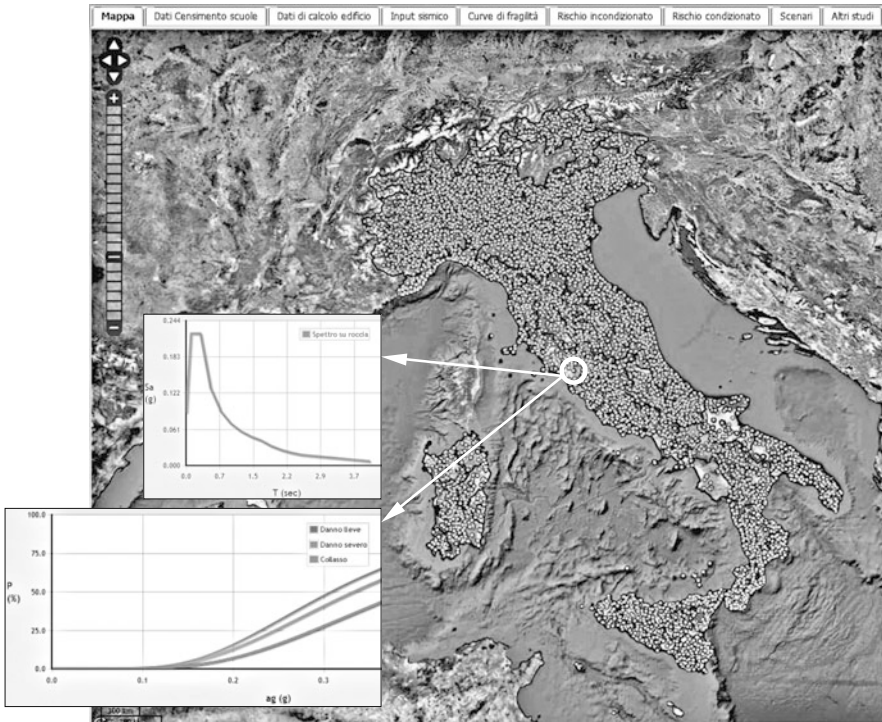 Mappa Dati Censimento scuole Dati di calcolo edificio Input sismico Curve di fragilità Rischio incondizionato Rischio condizionato Scenari Altri studi
0.244
Spettro su roccia
0.183
Sa
(g)
0.122
0.061
0.000
0.0 0.7 1.5 2.2 2.9 3.7
T (sec)
100.0
Danno lieve
Danno severo
Collasso
75.0
P
(%)
50.0
25.0
0.0
0.0 0.1 0.2 0.3
ag (g)
100 km